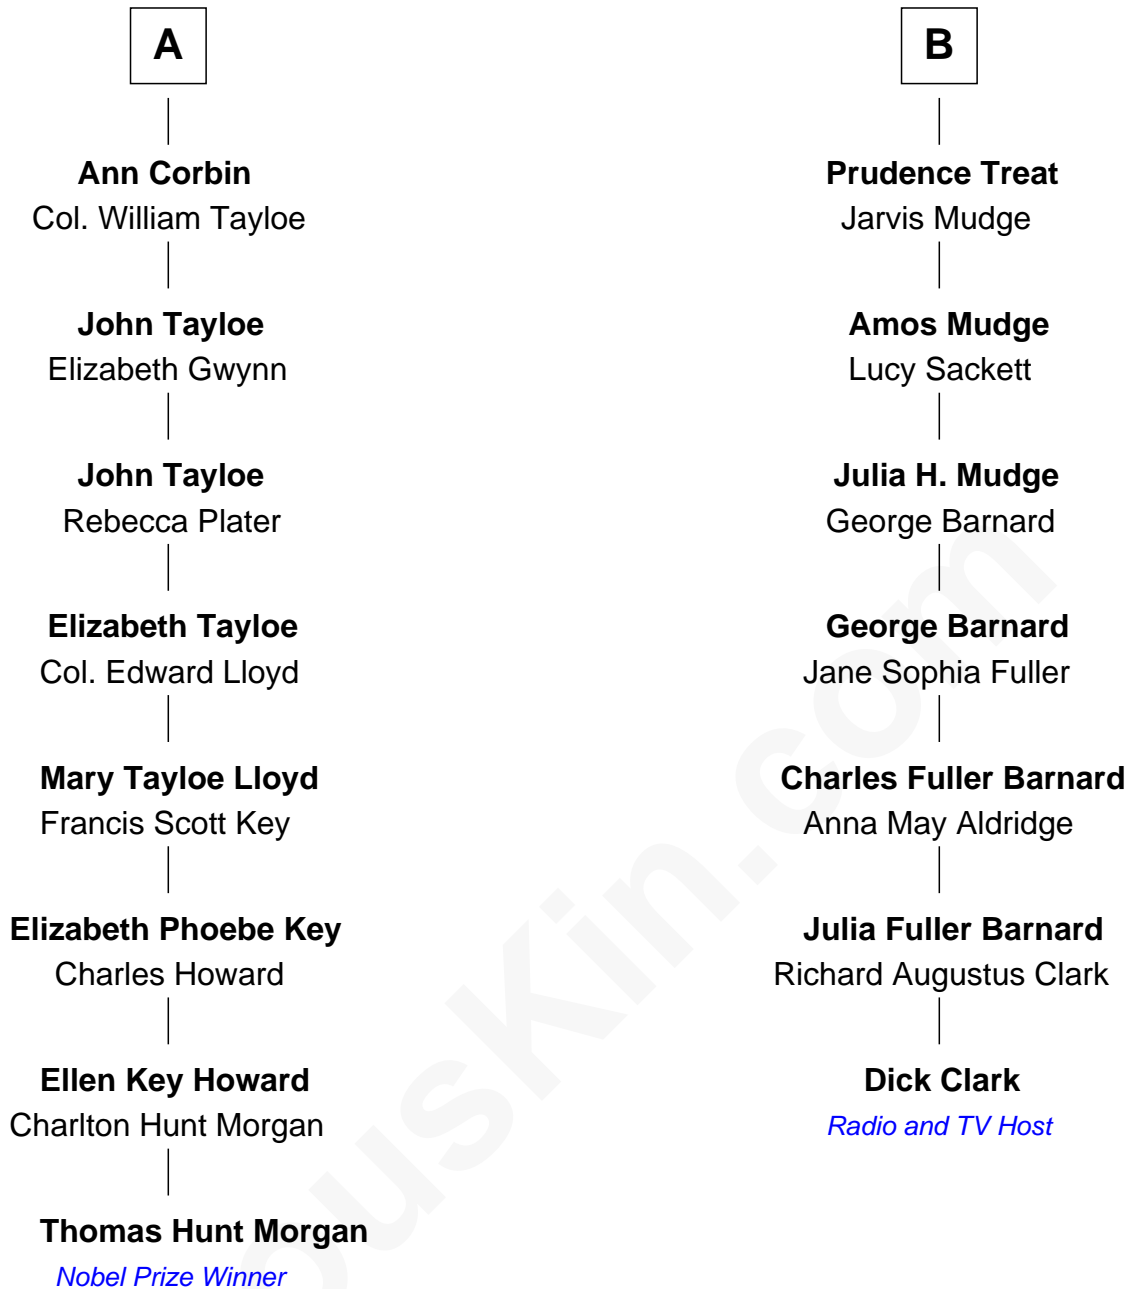 A
Ann Corbin
Col. William Tayloe
John Tayloe
Elizabeth Gwynn
John Tayloe
Rebecca Plater
Elizabeth Tayloe
Col. Edward Lloyd
Mary Tayloe Lloyd
Francis Scott Key
Elizabeth Phoebe Key
Charles Howard
Ellen Key Howard
Charlton Hunt Morgan
Thomas Hunt Morgan
Nobel Prize Winner
B
Prudence Treat
Jarvis Mudge
Amos Mudge
Lucy Sackett
Julia H. Mudge
George Barnard
George Barnard
Jane Sophia Fuller
Charles Fuller Barnard
Anna May Aldridge
Julia Fuller Barnard
Richard Augustus Clark
Dick Clark
Radio and TV Host
ousKin.com